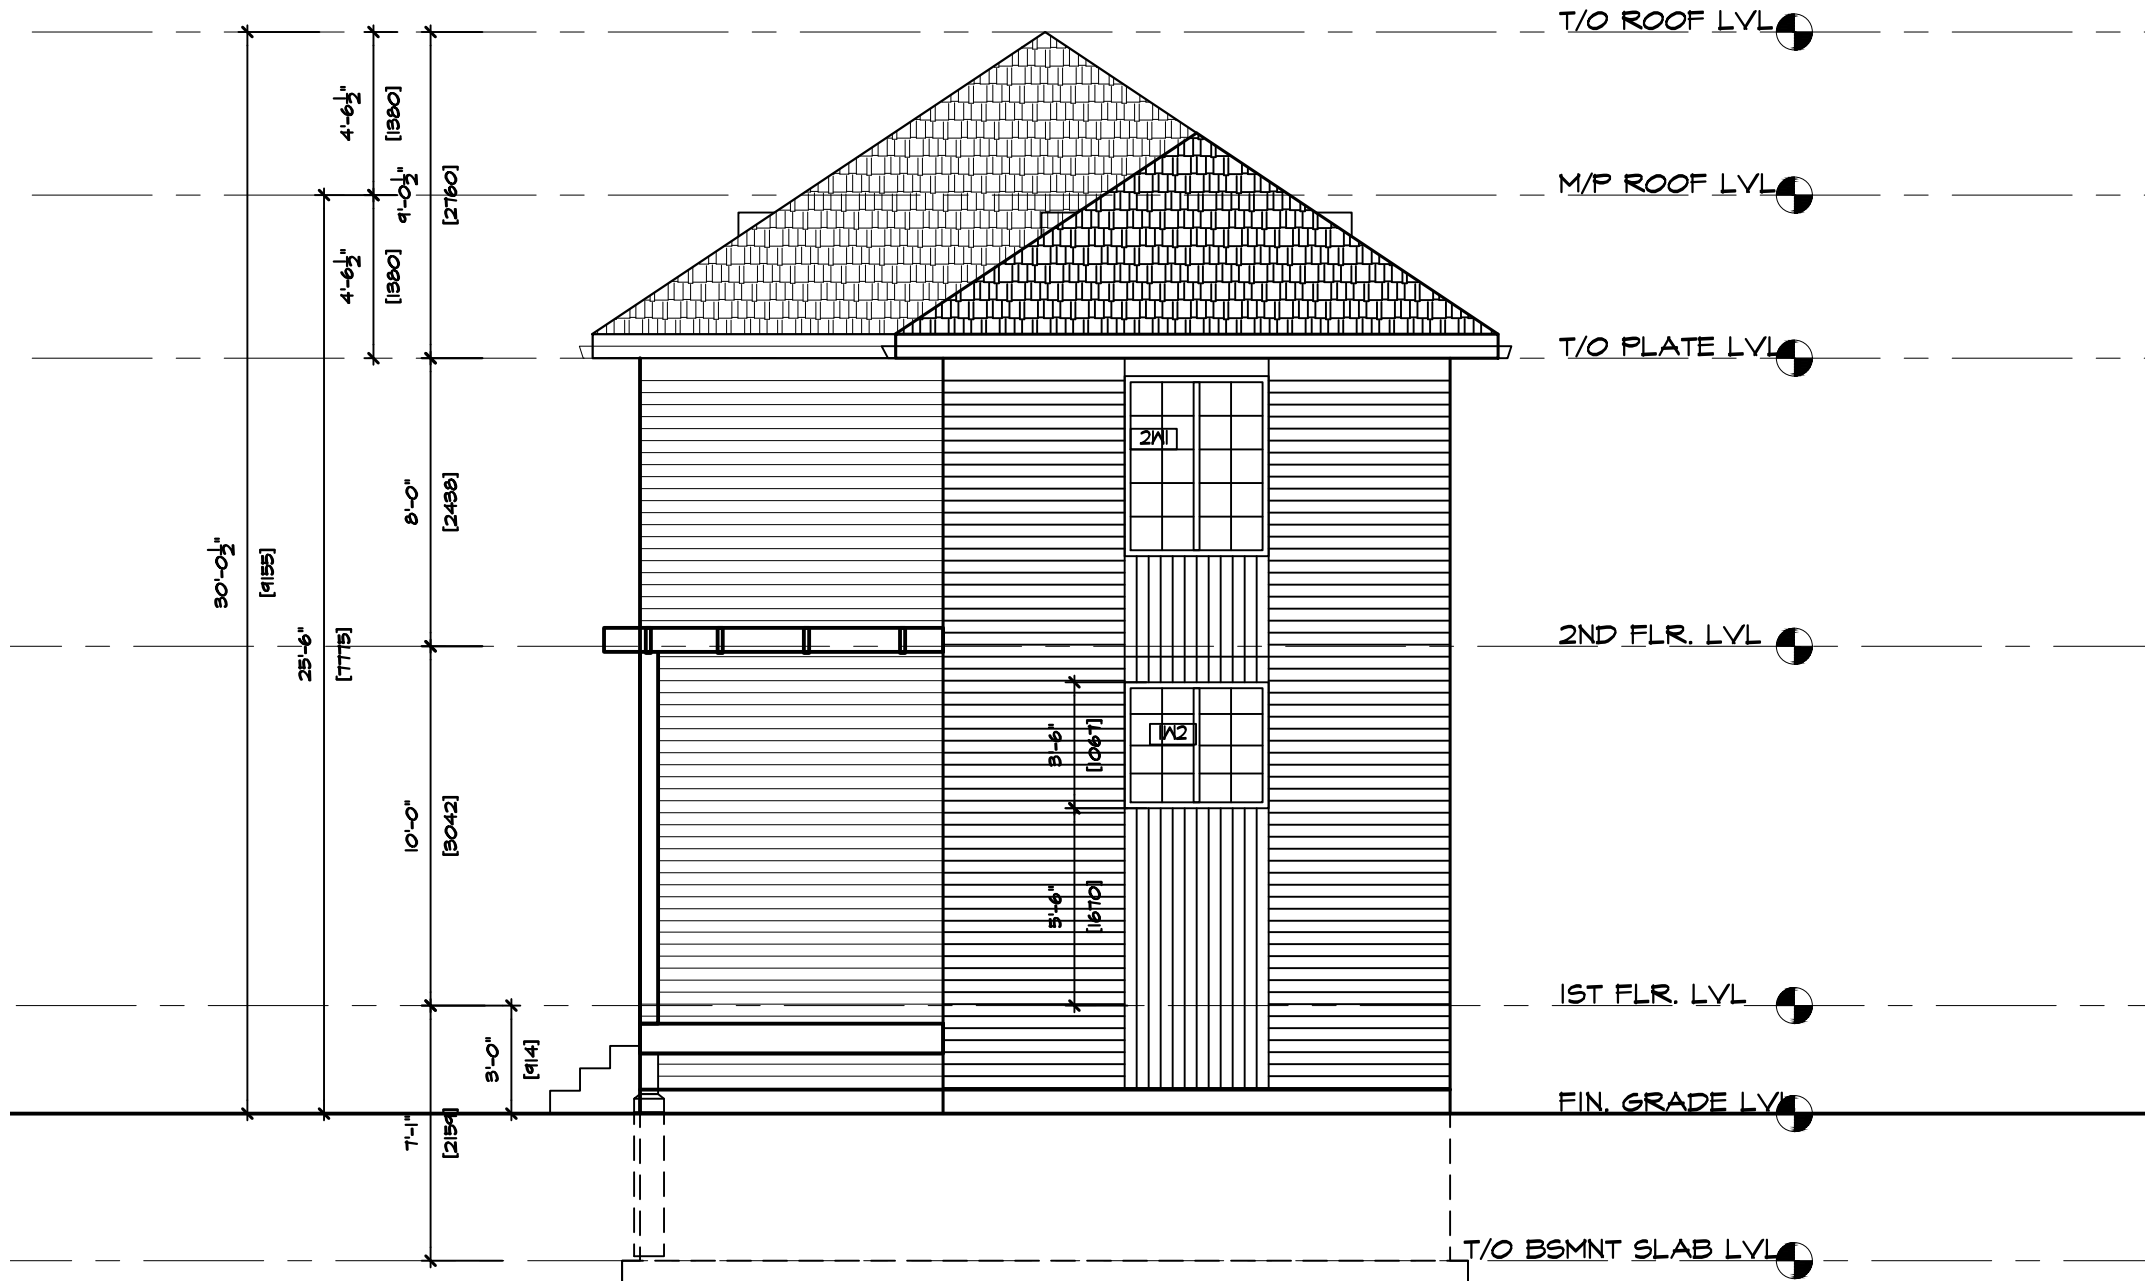 T/O ROOF LVL
4'-6½"
[1380]
M/P ROOF LVL
9'-0½"
[2760]
4'-6½"
[1380]
T/O PLATE LVL
2W1
8'-0"
[2438]
30'-0½"
[9155]
25'-6"
[7775]
2ND FLR. LVL
3'-6"
[1067]
1W2
10'-0"
[3042]
5'-6"
[1670]
1ST FLR. LVL
3'-0"
[914]
FIN. GRADE LVL
7'-1"
[2159]
T/O BSMNT SLAB LVL